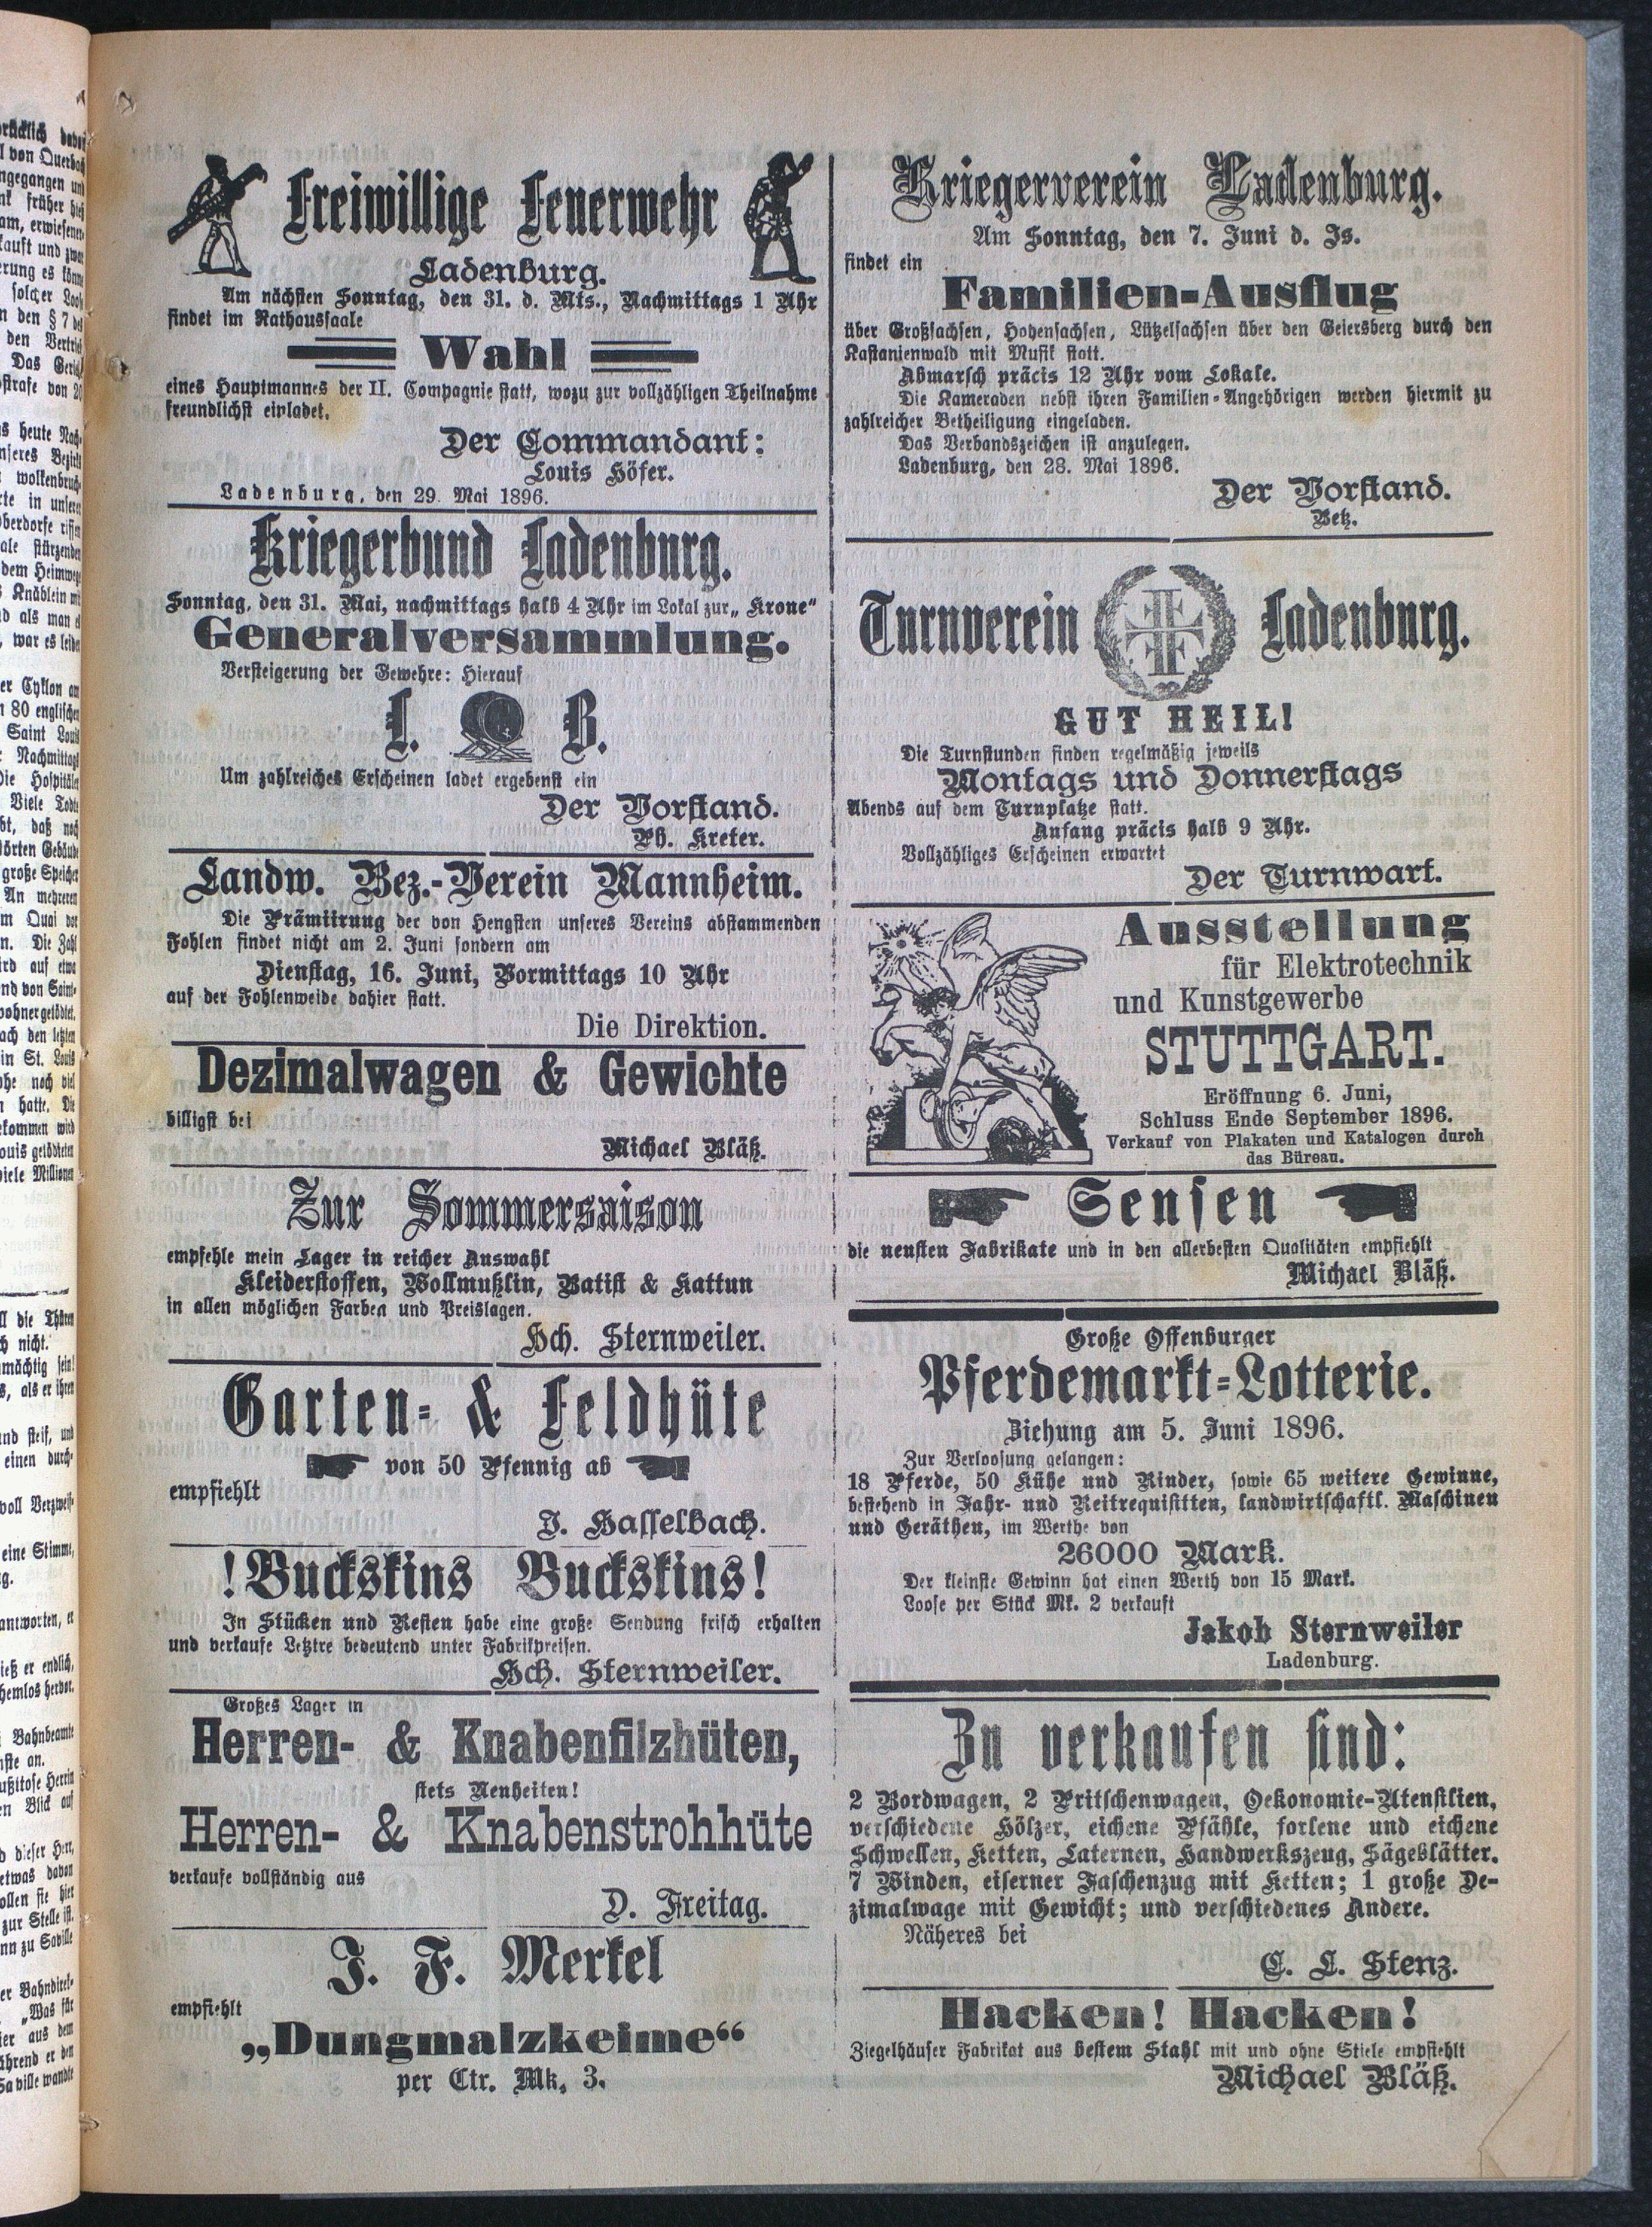 Freiwillige Feuerwehr
Ladenburg.
Am nächsten Sonntag, den 31. d. Mts., Nachmittags 1 Uhr
findet im Rathaussaale
Wahl
eines Hauptmannes der II. Compagnie statt, wozu zur vollzähligen Theilnahme
freundlichst einladet.
Der Commandant:
Louis Höfer.
Ladenburg, den 29. Mai 1896.
Kriegerbund Ladenburg.
Sonntag, den 31. Mai, nachmittags halb 4 Uhr im Lokal zur „Krone“
Generalversammlung.
Versteigerung der Gewehre: Hierauf
F. B.
Um zahlreiches Erscheinen ladet ergebenst ein
Der Vorstand.
Ph. Kreter.
Landw. Bez.-Verein Mannheim.
Die Prämiirung der von Hengsten unseres Vereins abstammenden
Fohlen findet nicht am 2. Juni sondern am
Dienstag, 16. Juni, Vormittags 10 Uhr
auf der Fohlenweide dahier statt.
Die Direktion.
Dezimalwagen & Gewichte
billigst bei
Michael Bläß.
Zur Sommersaison
empfehle mein Lager in reicher Auswahl
Kleiderstoffen, Wollmußlin, Batist & Kattun
in allen möglichen Farben und Preislagen.
Hch. Sternweiler.
Garten- & Feldhüte
von 50 Pfennig ab
empfiehlt
J. Hasselbach.
! Buckskins Buckskins!
In Stücken und Resten habe eine große Sendung frisch erhalten
und verkaufe Letztre bedeutend unter Fabrikpreisen.
Hch. Sternweiler.
Großes Lager in
Herren- & Knabenfilzhüten,
stets Neuheiten!
Herren- & Knabenstrohhüte
verkaufe vollständig aus
D. Freitag.
J. F. Merkel
empfiehlt
„Dungmalzkeime“
per Ctr. Mk. 3.
Kriegerverein Ladenburg.
Am Sonntag, den 7. Juni d. Js.
findet ein
Familien-Ausflug
über Großsachsen, Hohensachsen, Lützelsachsen über den Geiersberg durch den
Kastanienwald mit Musik statt.
Abmarsch präcis 12 Uhr vom Lokale.
Die Kameraden nebst ihren Familien-Angehörigen werden hiermit zu
zahlreicher Betheiligung eingeladen.
Das Verbandszeichen ist anzulegen.
Ladenburg, den 28. Mai 1896.
Der Vorstand.
Betz.
Turnverein Ladenburg.
GUT HEIL!
Die Turnstunden finden regelmäßig jeweils
Montags und Donnerstags
Abends auf dem Turnplatze statt.
Anfang präcis halb 9 Uhr.
Vollzähliges Erscheinen erwartet
Der Turnwart.
Ausstellung
für Elektrotechnik
und Kunstgewerbe
STUTTGART.
Eröffnung 6. Juni,
Schluss Ende September 1896.
Verkauf von Plakaten und Katalogen durch
das Büreau.
Sensen
die neusten Fabrikate und in den allerbesten Qualitäten empfiehlt
Michael Bläß.
Große Offenburger
Pferdemarkt-Lotterie.
Ziehung am 5. Juni 1896.
Zur Verloosung gelangen:
18 Pferde, 50 Kühe und Rinder, sowie 65 weitere Gewinne,
bestehend in Fahr- und Reitrequisitten, landwirtschaftl. Maschinen
und Geräthen, im Werthe von
26000 Mark.
Der kleinste Gewinn hat einen Werth von 15 Mark.
Loose per Stück Mk. 2 verkauft
Jakob Sternweiler
Ladenburg.
Zu verkaufen sind:
2 Bordwagen, 2 Pritschenwagen, Oekonomie-Utensilien,
verschiedene Hölzer, eichene Pfähle, forlene und eichene
Schwellen, Ketten, Laternen, Handwerkszeug, Sägeblätter.
7 Winden, eiserner Faschenzug mit Ketten; 1 große De-
zimalwage mit Gewicht; und verschiedenes Andere.
Näheres bei
C. L. Stenz.
Hacken! Hacken!
Ziegelhäuser Fabrikat aus bestem Stahl mit und ohne Stiele empfiehlt
Michael Bläß.